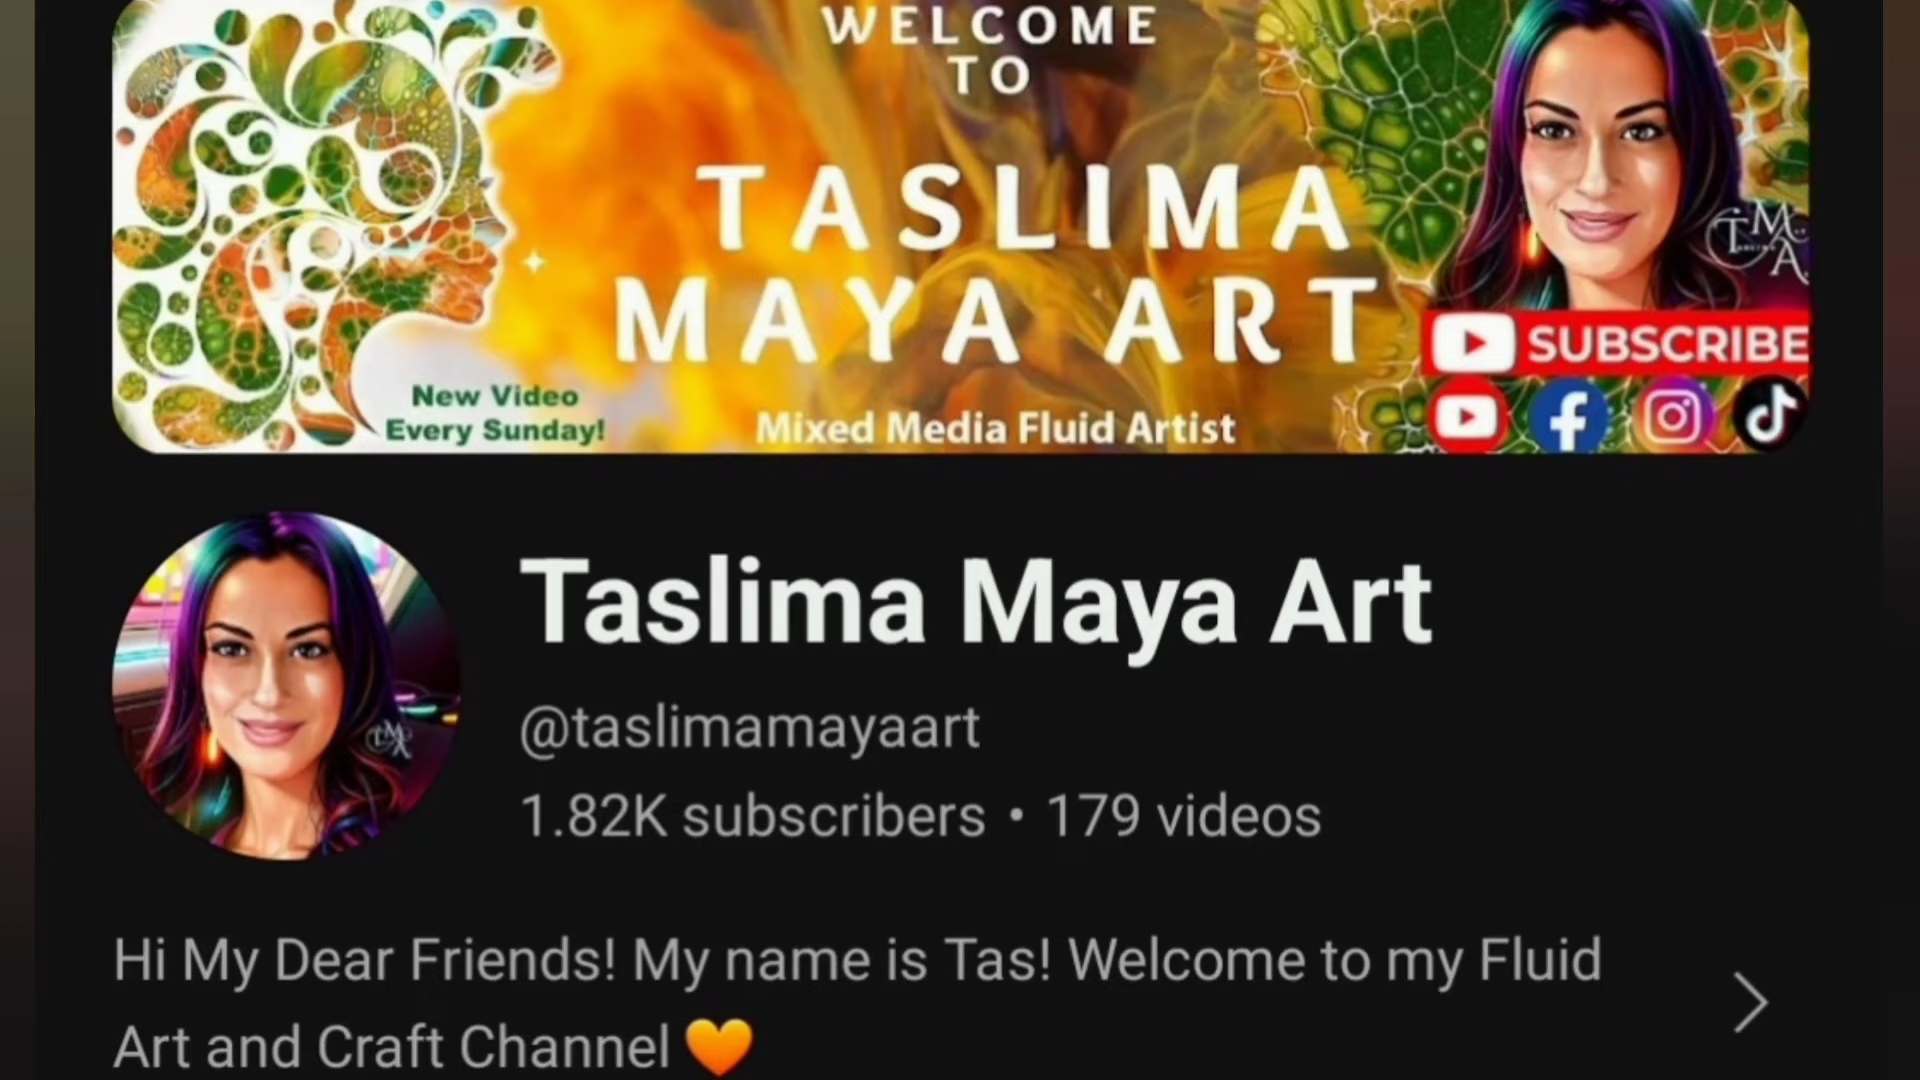 WELCOME
TO
TASLIMA
MAYA ART
New Video
Every Sunday!
Mixed Media Fluid Artist
SUBSCRIBE
Taslima Maya Art
@taslimamayaart
1.82K subscribers • 179 videos
Hi My Dear Friends! My name is Tas! Welcome to my Fluid
Art and Craft Channel 🧡